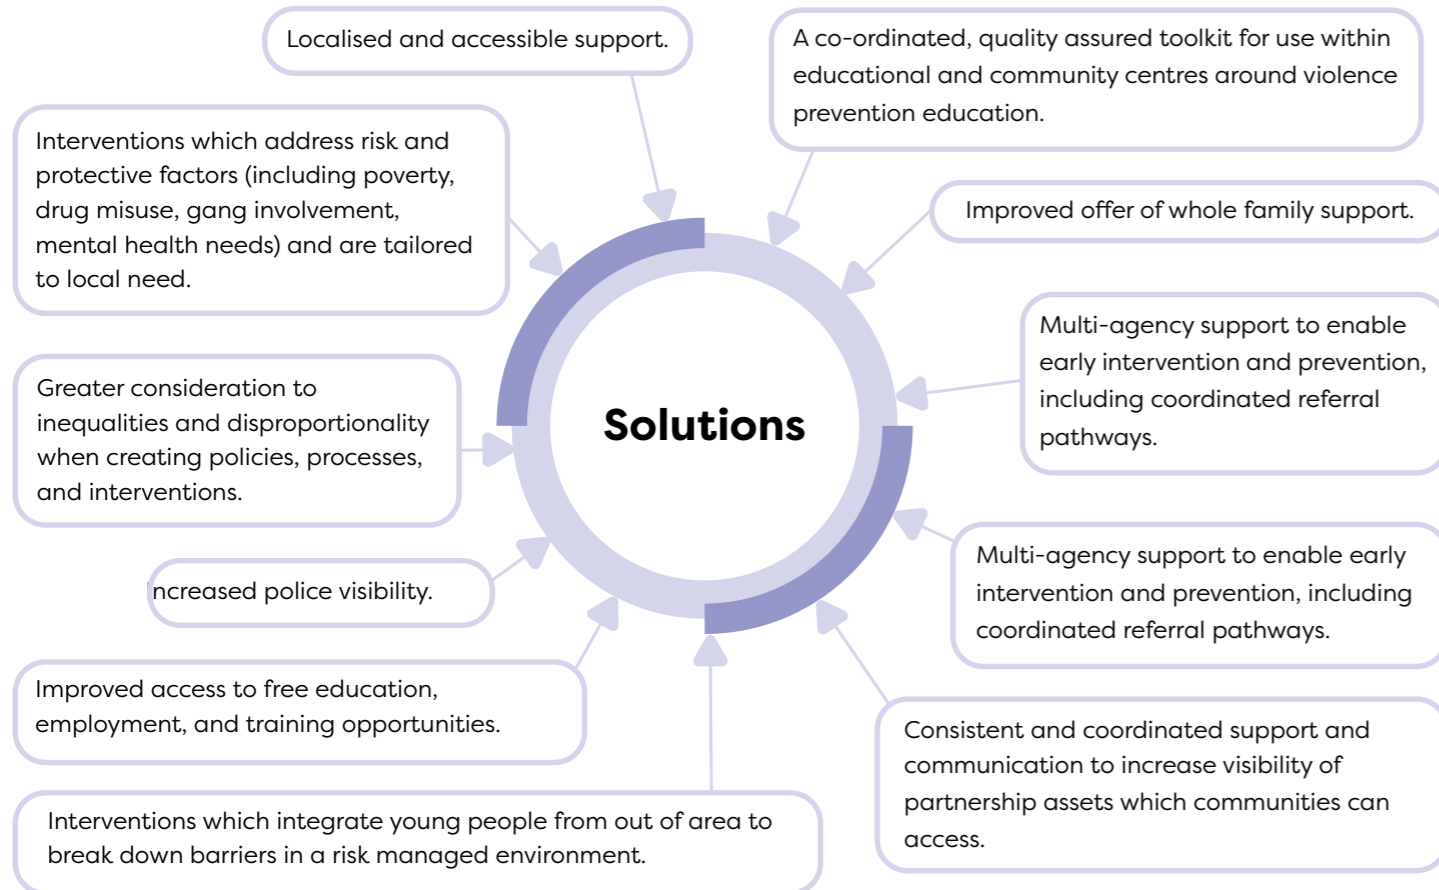 Localised and accessible support.
A co-ordinated, quality assured toolkit for use within
educational and community centres around violence
prevention education.
Interventions which address risk and
protective factors (including poverty,
drug misuse, gang involvement,
mental health needs) and are tailored
to local need.
Improved offer of whole family support.
Multi-agency support to enable
early intervention and prevention,
including coordinated referral
pathways.
Greater consideration to
inequalities and disproportionality
when creating policies, processes,
and interventions.
Solutions
Increased police visibility.
Multi-agency support to enable early
intervention and prevention, including
coordinated referral pathways.
Improved access to free education,
employment, and training opportunities.
Consistent and coordinated support and
communication to increase visibility of
partnership assets which communities can
access.
Interventions which integrate young people from out of area to
break down barriers in a risk managed environment.